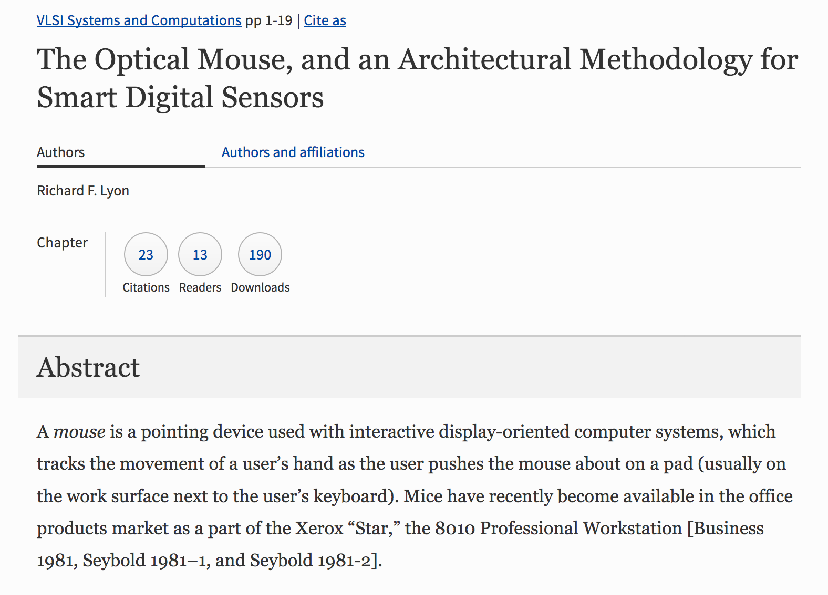 VLSI Systems and Computations pp 1-19 | Cite as
The Optical Mouse, and an Architectural Methodology for
Smart Digital Sensors
Authors Authors and affiliations
Richard F. Lyon
Chapter
23 13 190
Citations Readers Downloads
Abstract
A mouse is a pointing device used with interactive display-oriented computer systems, which
tracks the movement of a user’s hand as the user pushes the mouse about on a pad (usually on
the work surface next to the user’s keyboard). Mice have recently become available in the office
products market as a part of the Xerox “Star,” the 8010 Professional Workstation [Business
1981, Seybold 1981–1, and Seybold 1981-2].